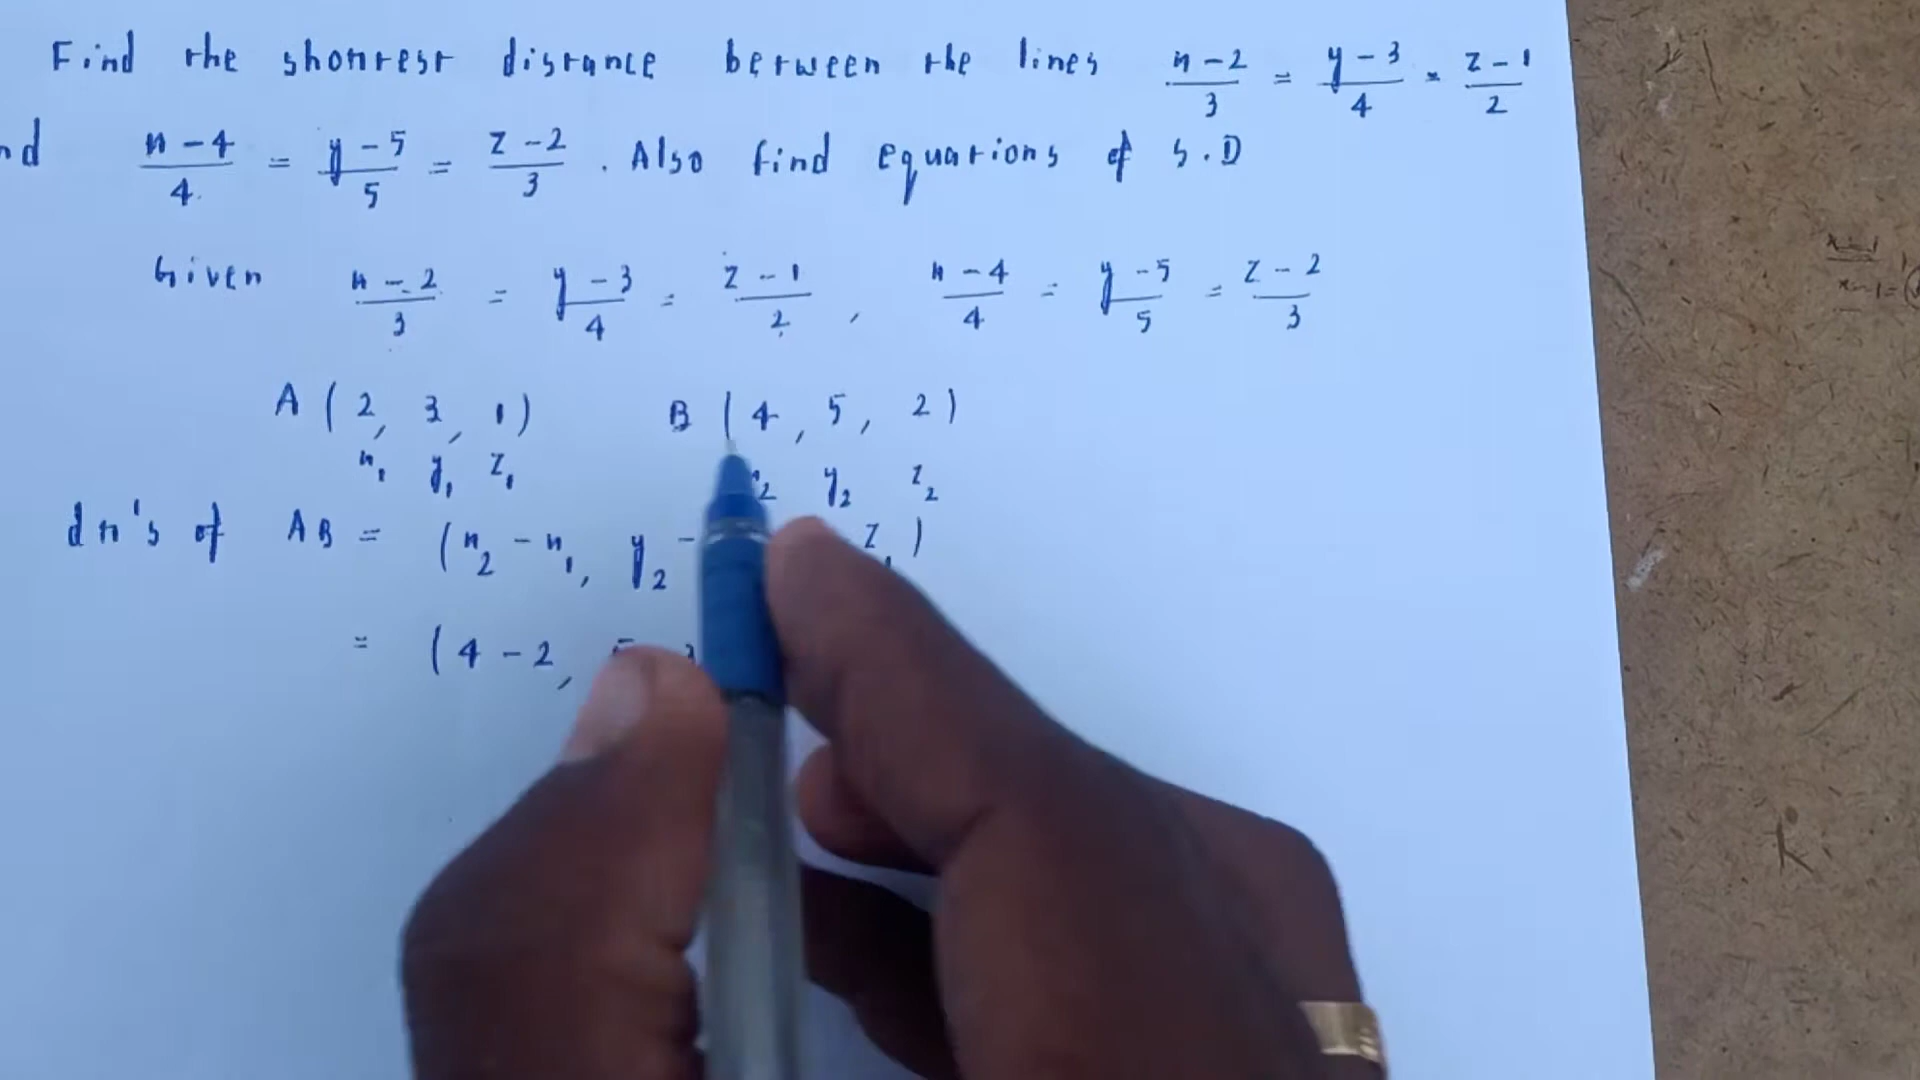 Find the shortest distance between the lines x-2/3 = y-3/4 = z-1/2
nd x-4/4 = y-5/5 = z-2/3 . Also find equations of S.D
Given x-2/3 = y-3/4 = z-1/2 , x-4/4 = y-5/5 = z-2/3
A (2, 3, 1) B (4, 5, 2)
x₁ y₁ z₁ y₂ z₂
dr's of AB = (x₂ - x₁, y₂ - z₁)
= (4-2,